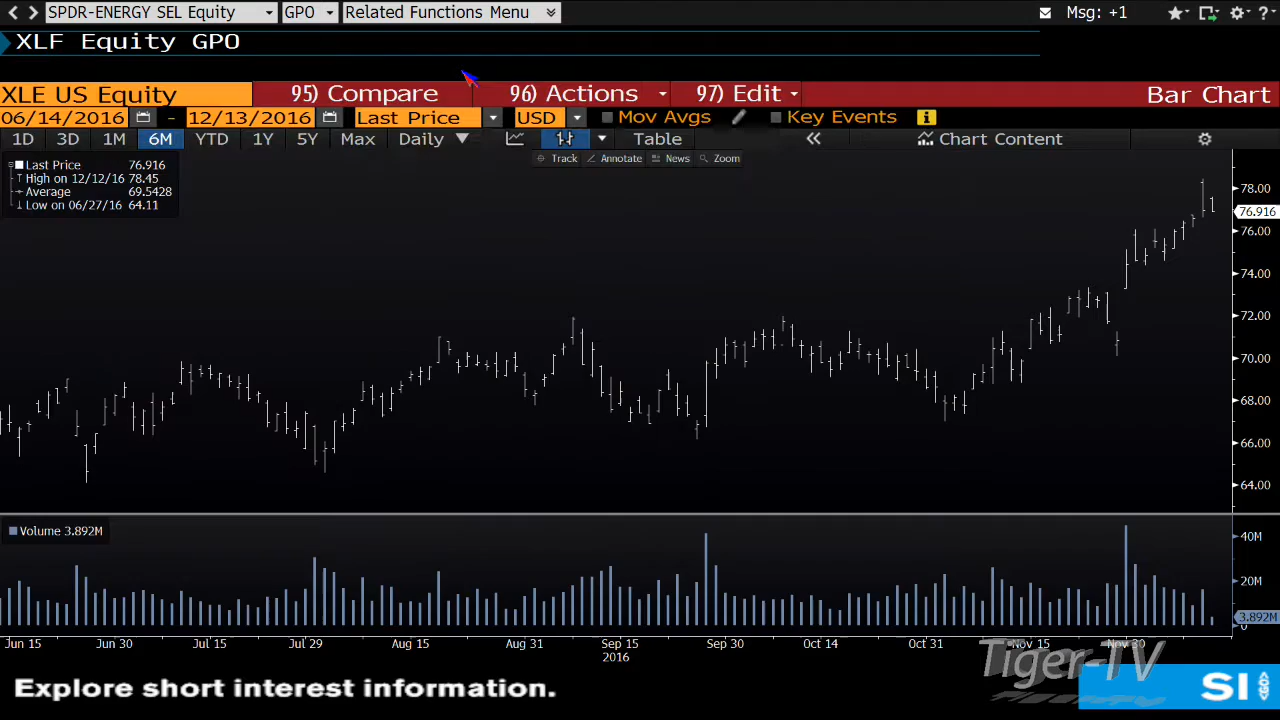 SPDR-ENERGY SEL Equity GPO Related Functions Menu Msg: +1
XLF Equity GPO
XLE US Equity 95) Compare 96) Actions 97) Edit Bar Chart
06/14/2016 - 12/13/2016 Last Price USD Mov Avgs Key Events
1D 3D 1M 6M YTD 1Y 5Y Max Daily Table Chart Content
Track Annotate News Zoom
Last Price 76.916
High on 12/12/16 78.45
Average 69.5428
Low on 06/27/16 64.11
78.00
76.916
76.00
74.00
72.00
70.00
68.00
66.00
64.00
Volume 3.892M
40M
20M
3.892M
0
Jun 15 Jun 30 Jul 15 Jul 29 Aug 15 Aug 31 Sep 15 Sep 30 Oct 14 Oct 31 Nov 15 Nov 30
2016
Tiger-TV
Explore short interest information. SI <GO>